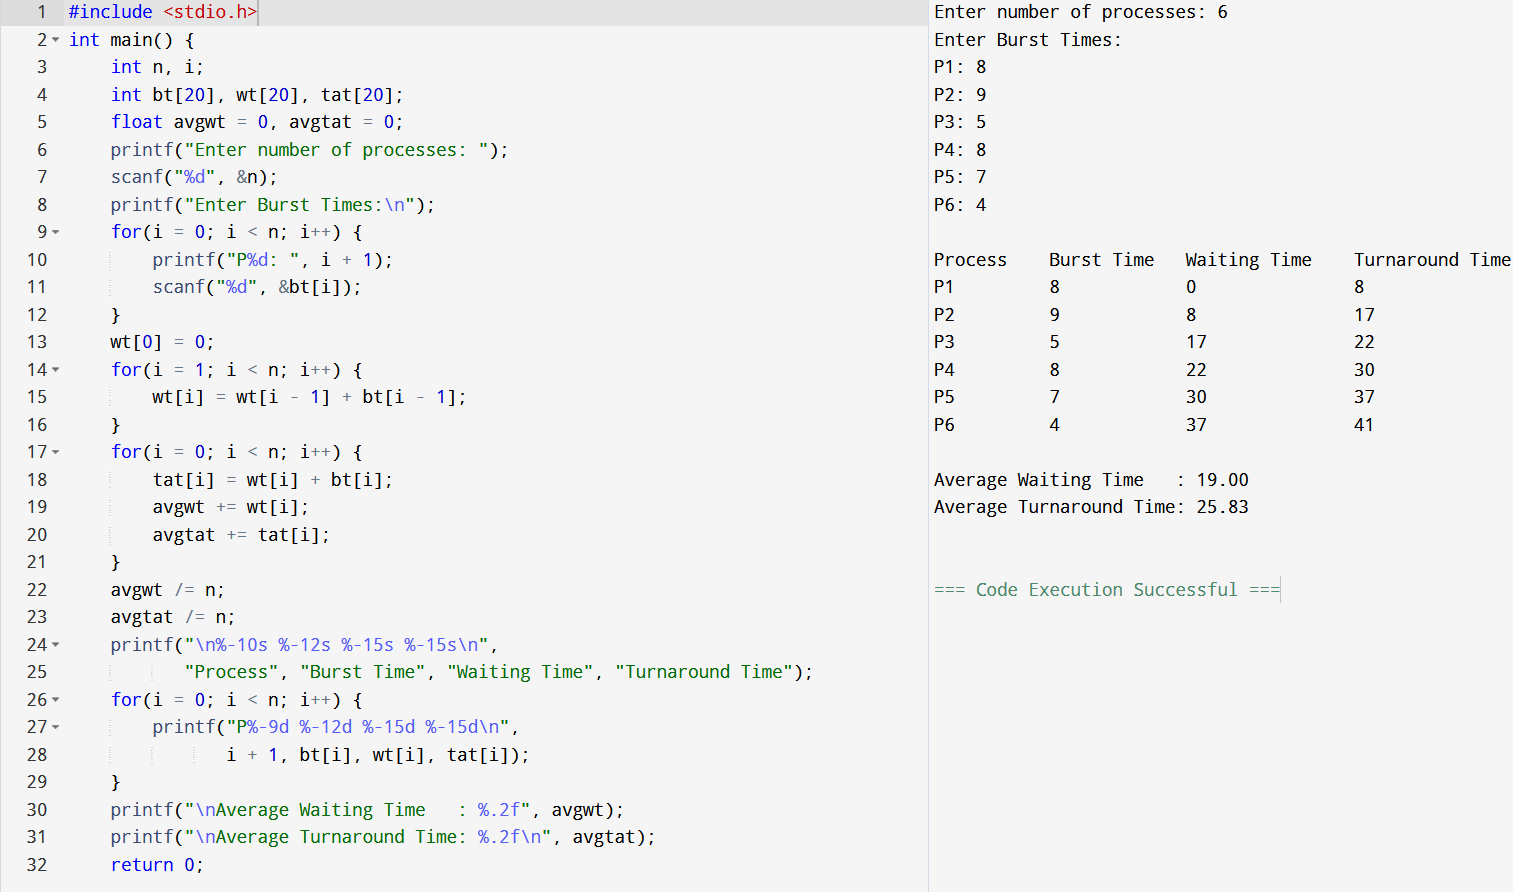 1 #include <stdio.h>
2 int main() {
3     int n, i;
4     int bt[20], wt[20], tat[20];
5     float avgwt = 0, avgtat = 0;
6     printf("Enter number of processes: ");
7     scanf("%d", &n);
8     printf("Enter Burst Times:\n");
9     for(i = 0; i < n; i++) {
10         printf("P%d: ", i + 1);
11         scanf("%d", &bt[i]);
12     }
13     wt[0] = 0;
14     for(i = 1; i < n; i++) {
15         wt[i] = wt[i - 1] + bt[i - 1];
16     }
17     for(i = 0; i < n; i++) {
18         tat[i] = wt[i] + bt[i];
19         avgwt += wt[i];
20         avgtat += tat[i];
21     }
22     avgwt /= n;
23     avgtat /= n;
24     printf("\n%-10s %-12s %-15s %-15s\n",
25            "Process", "Burst Time", "Waiting Time", "Turnaround Time");
26     for(i = 0; i < n; i++) {
27         printf("P%-9d %-12d %-15d %-15d\n",
28                i + 1, bt[i], wt[i], tat[i]);
29     }
30     printf("\nAverage Waiting Time   : %.2f", avgwt);
31     printf("\nAverage Turnaround Time: %.2f\n", avgtat);
32     return 0;
Enter number of processes: 6
Enter Burst Times:
P1: 8
P2: 9
P3: 5
P4: 8
P5: 7
P6: 4
Process    Burst Time   Waiting Time    Turnaround Time
P1         8            0               8
P2         9            8               17
P3         5            17              22
P4         8            22              30
P5         7            30              37
P6         4            37              41
Average Waiting Time   : 19.00
Average Turnaround Time: 25.83
=== Code Execution Successful ===